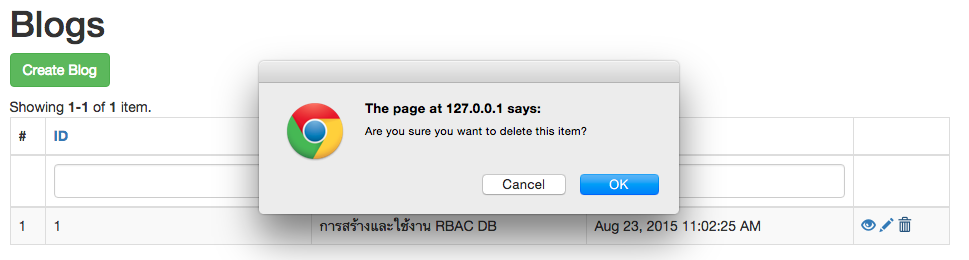 Blogs
Create Blog
Showing 1-1 of 1 item.
The page at 127.0.0.1 says:
Are you sure you want to delete this item?
Cancel OK
# ID
1 1 การสร้างและใช้งาน RBAC DB Aug 23, 2015 11:02:25 AM